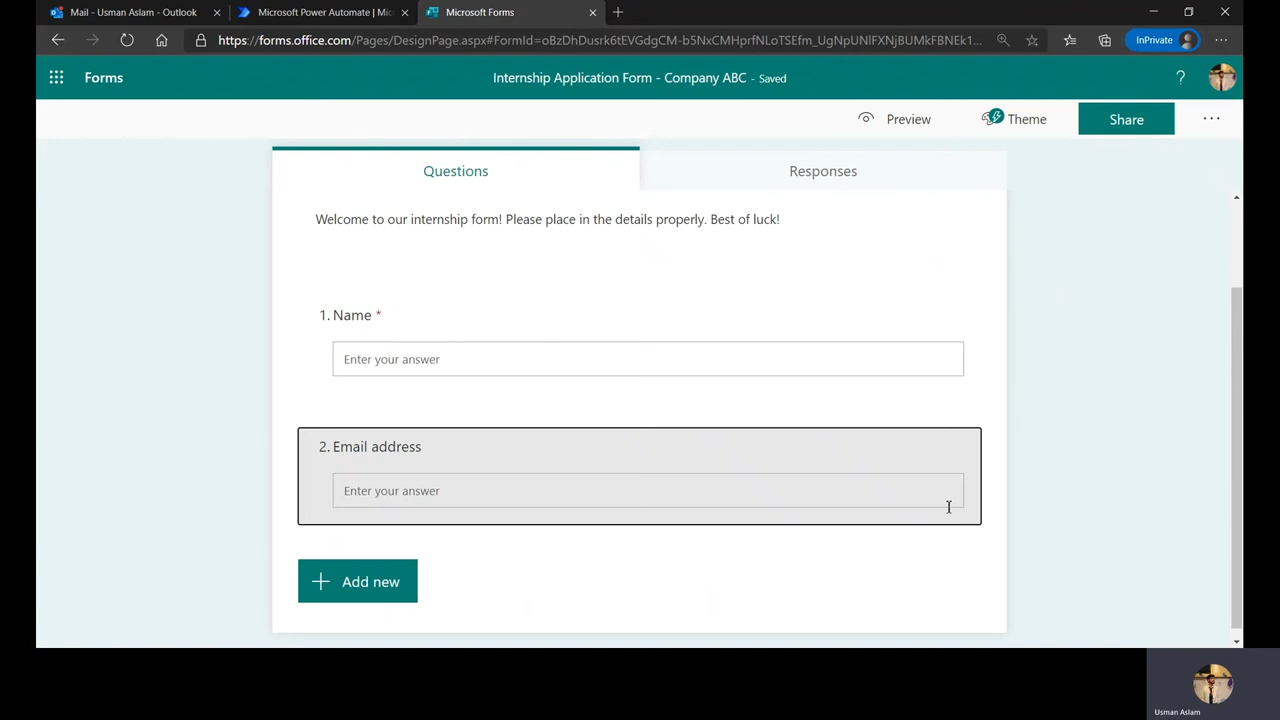 Mail - Usman Aslam - Outlook
Microsoft Power Automate | Mic
Microsoft Forms
https://forms.office.com/Pages/DesignPage.aspx#FormId=oBzDhDusrk6tEVGdgCM-b5NxCMHprfNLoTSEfm_UgNpUNlFXNjBUMkFBNEk1...
InPrivate
Forms
Internship Application Form - Company ABC - Saved
?
Preview
Theme
Share
Questions
Responses
Welcome to our internship form! Please place in the details properly. Best of luck!
1. Name *
Enter your answer
2. Email address
Enter your answer
+ Add new
Usman Aslam